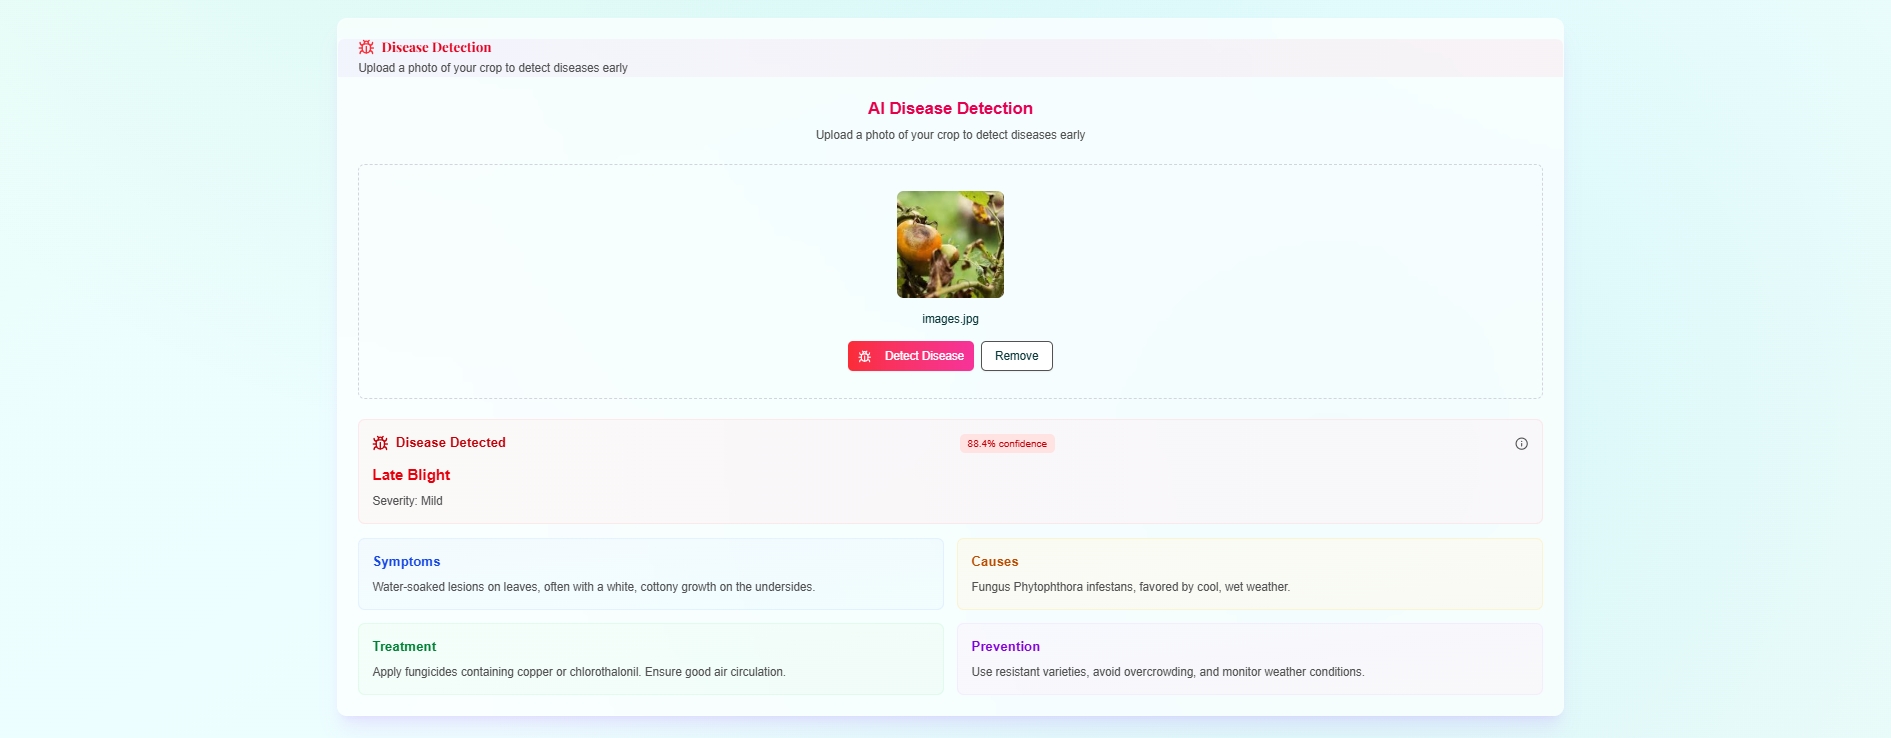 Disease Detection
Upload a photo of your crop to detect diseases early
AI Disease Detection
Upload a photo of your crop to detect diseases early
images.jpg
Detect Disease
Remove
Disease Detected
88.4% confidence
Late Blight
Severity: Mild
Symptoms
Water-soaked lesions on leaves, often with a white, cottony growth on the undersides.
Causes
Fungus Phytophthora infestans, favored by cool, wet weather.
Treatment
Apply fungicides containing copper or chlorothalonil. Ensure good air circulation.
Prevention
Use resistant varieties, avoid overcrowding, and monitor weather conditions.